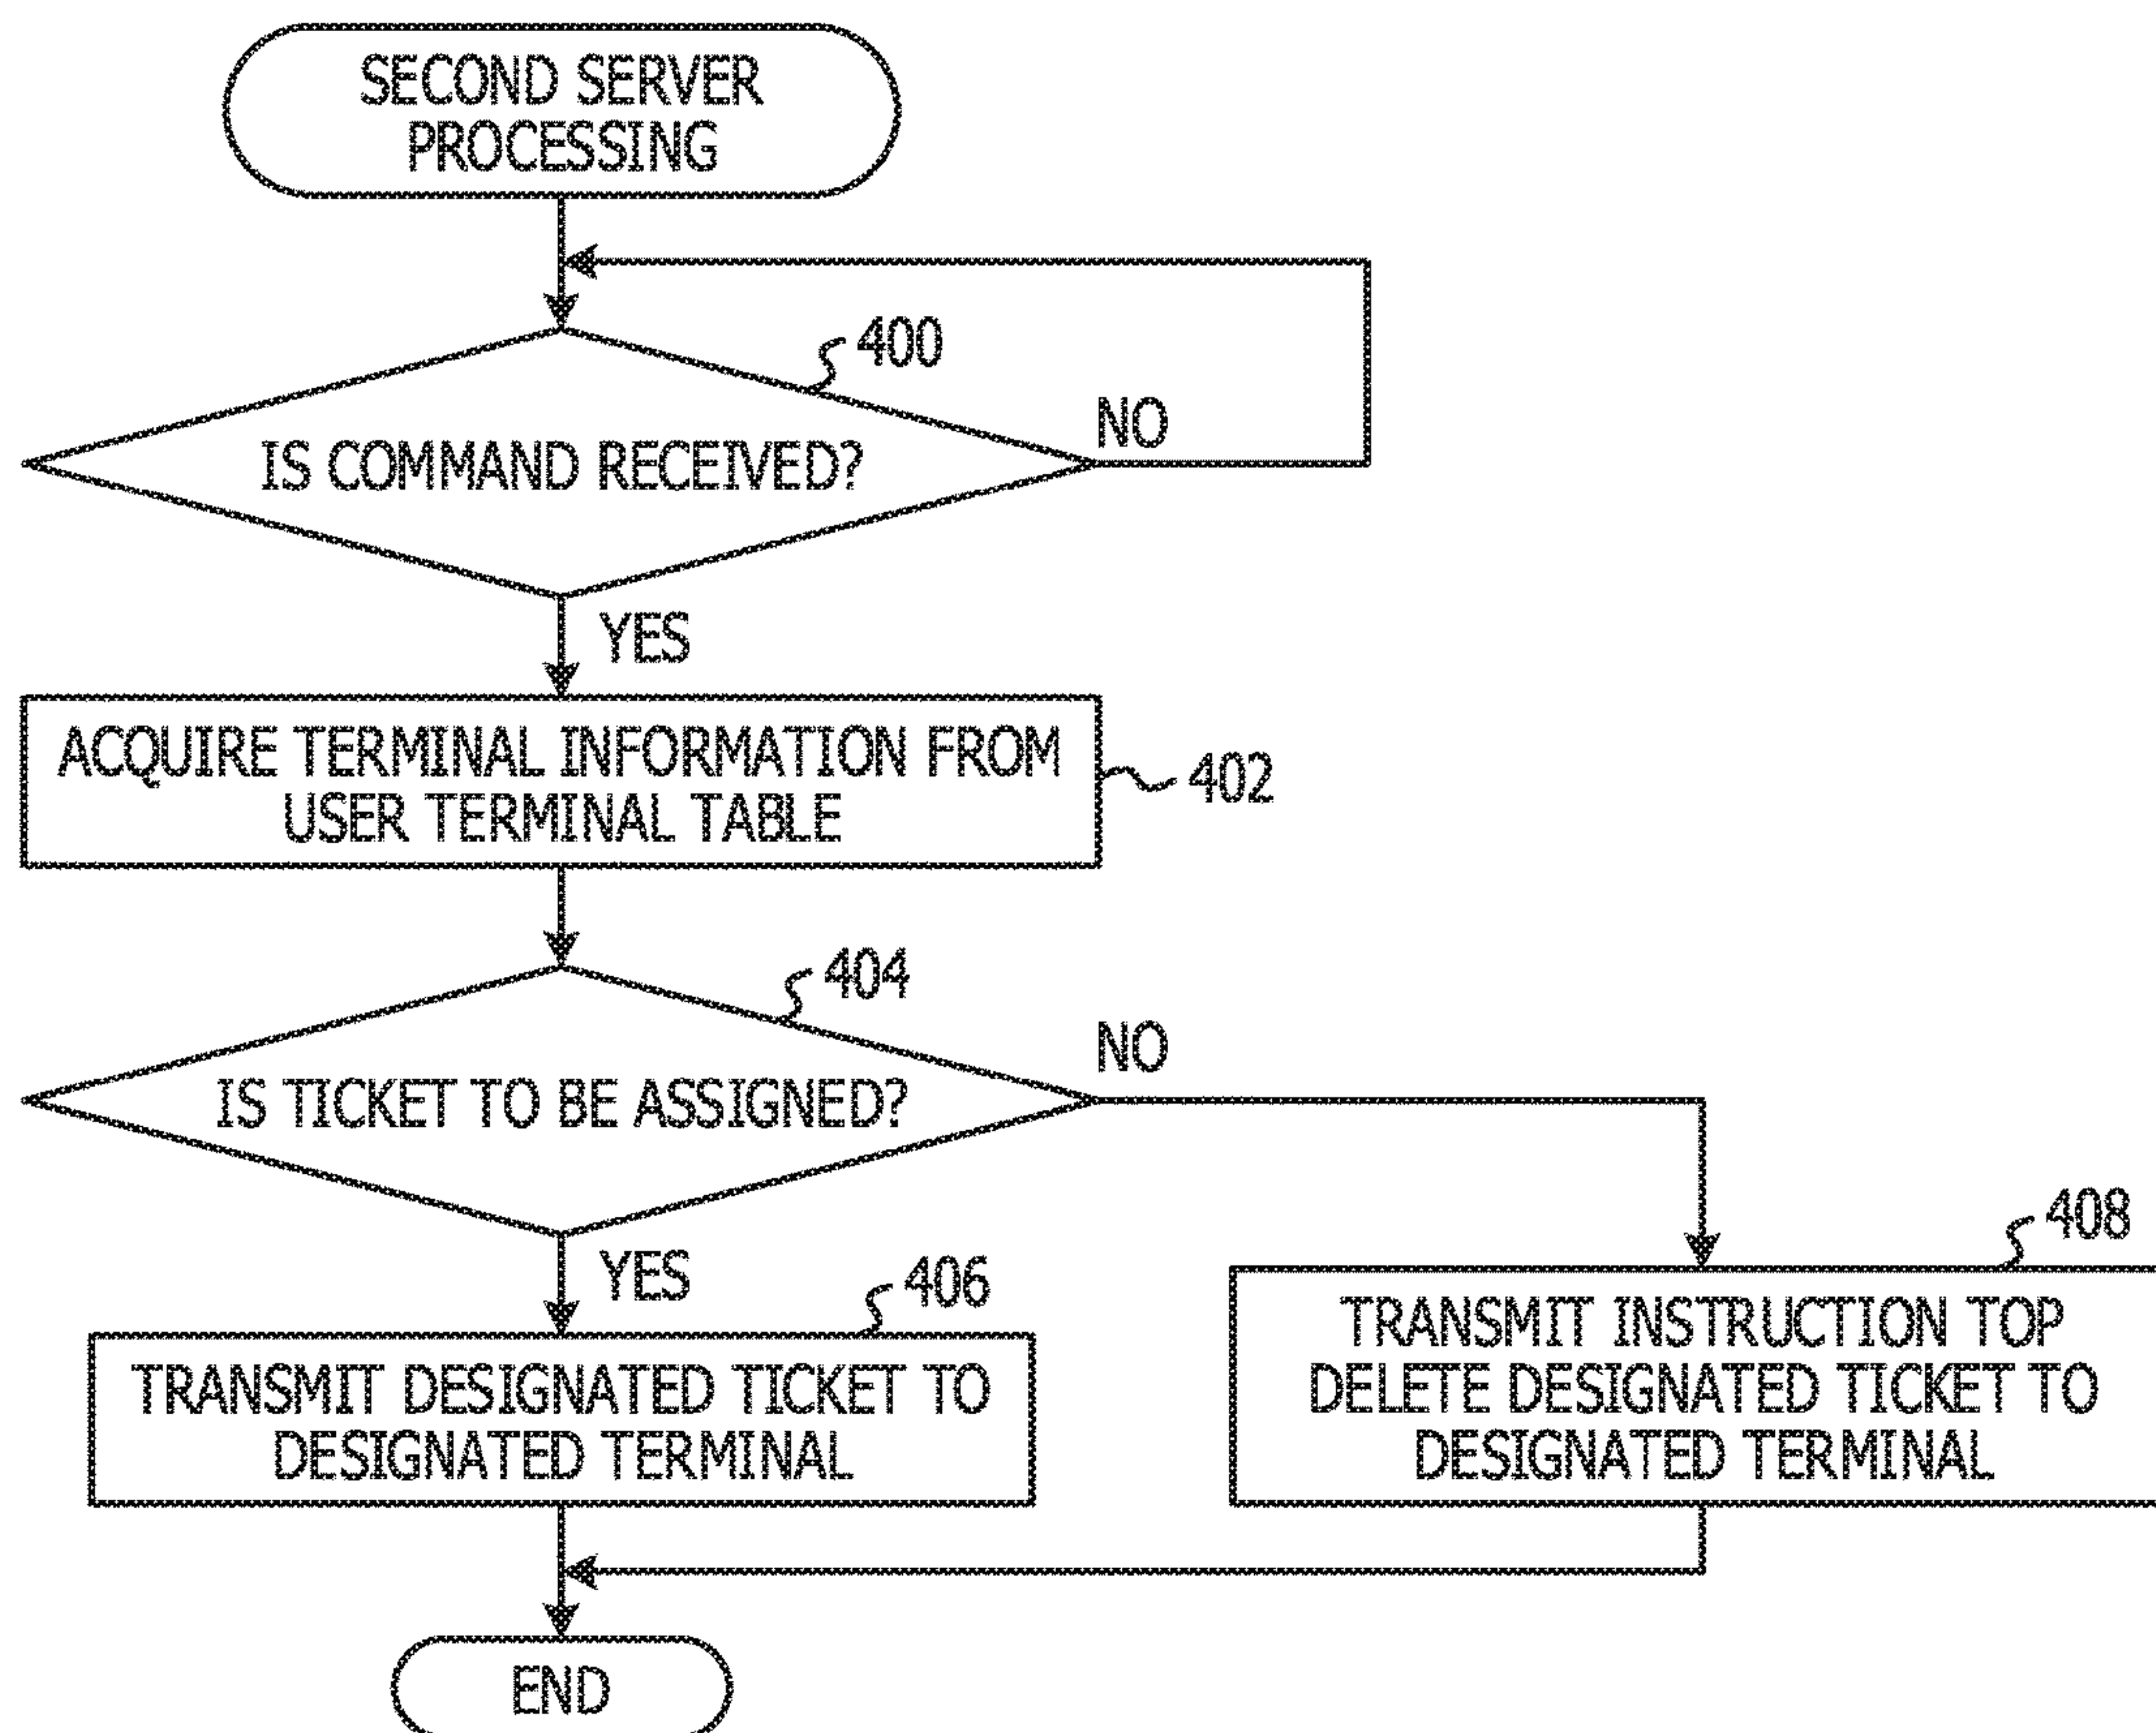 SECOND SERVER
PROCESSING
400
IS COMMAND RECEIVED?
NO
YES
ACQUIRE TERMINAL INFORMATION FROM
USER TERMINAL TABLE
402
404
IS TICKET TO BE ASSIGNED?
NO
YES
406
TRANSMIT DESIGNATED TICKET TO
DESIGNATED TERMINAL
408
TRANSMIT INSTRUCTION TOP
DELETE DESIGNATED TICKET TO
DESIGNATED TERMINAL
END